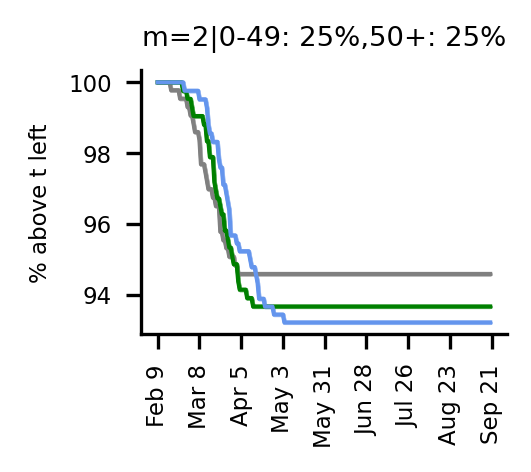 m=2|0-49: 25%,50+: 25%
% above t left
100
98
96
94
Feb 9
Mar 8
Apr 5
May 3
May 31
Jun 28
Jul 26
Aug 23
Sep 21